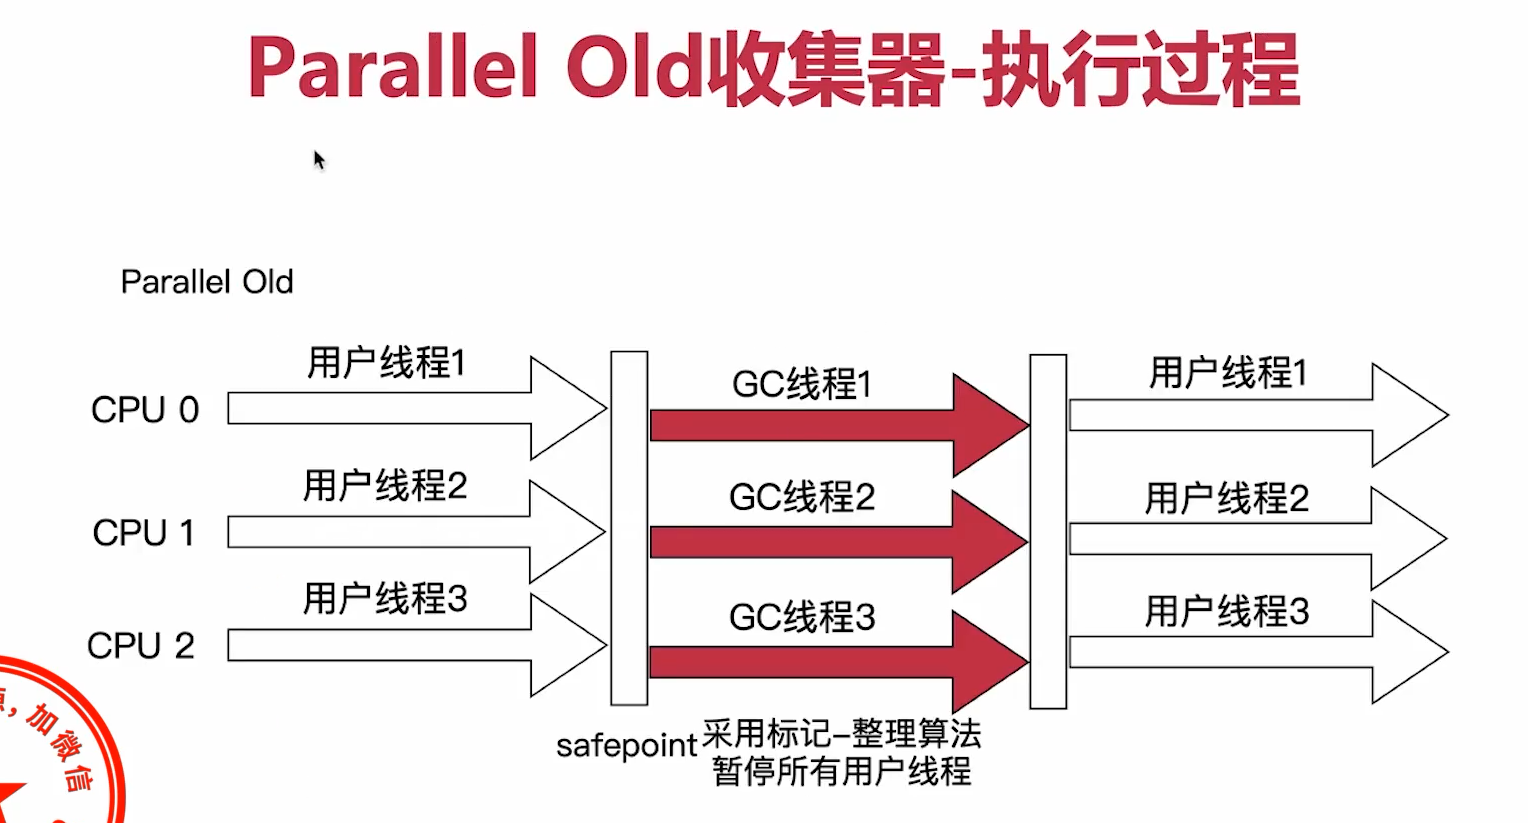 Parallel Old收集器-执行过程
Parallel Old
用户线程1
GC线程1
用户线程1
CPU 0
用户线程2
GC线程2
用户线程2
CPU 1
用户线程3
GC线程3
用户线程3
CPU 2
safepoint
采用标记–整理算法
暂停所有用户线程
，加微信